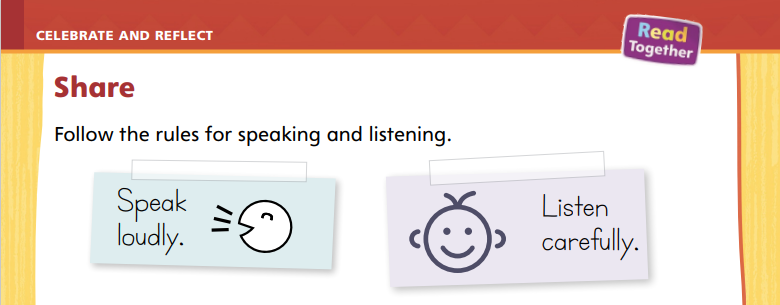 CELEBRATE AND REFLECT
Read
Together
Share
Follow the rules for speaking and listening.
Speak
loudly.
Listen
carefully.